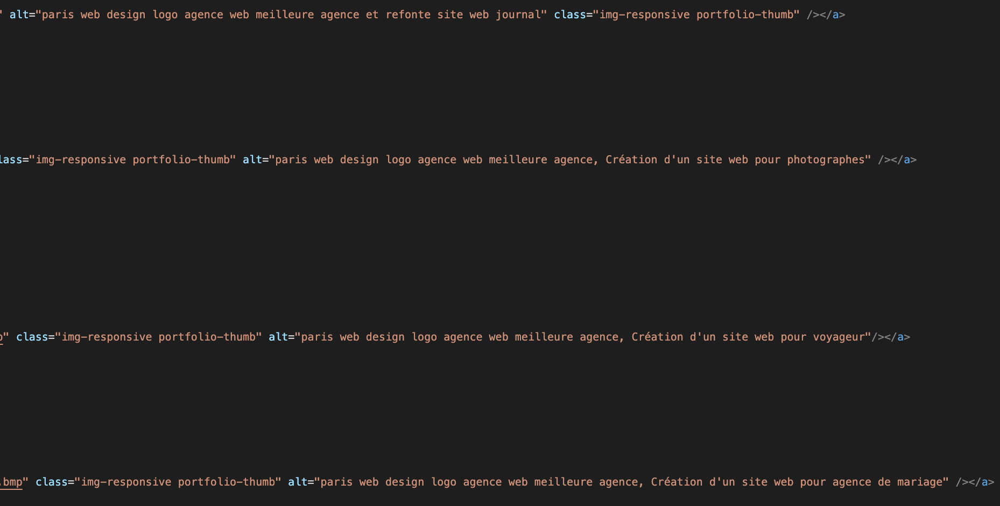 " alt="paris web design logo agence web meilleure agence et refonte site web journal" class="img-responsive portfolio-thumb" /></a>
lass="img-responsive portfolio-thumb" alt="paris web design logo agence web meilleure agence, Création d'un site web pour photographes" /></a>
p" class="img-responsive portfolio-thumb" alt="paris web design logo agence web meilleure agence, Création d'un site web pour voyageur"/></a>
.bmp" class="img-responsive portfolio-thumb" alt="paris web design logo agence web meilleure agence, Création d'un site web pour agence de mariage" /></a>